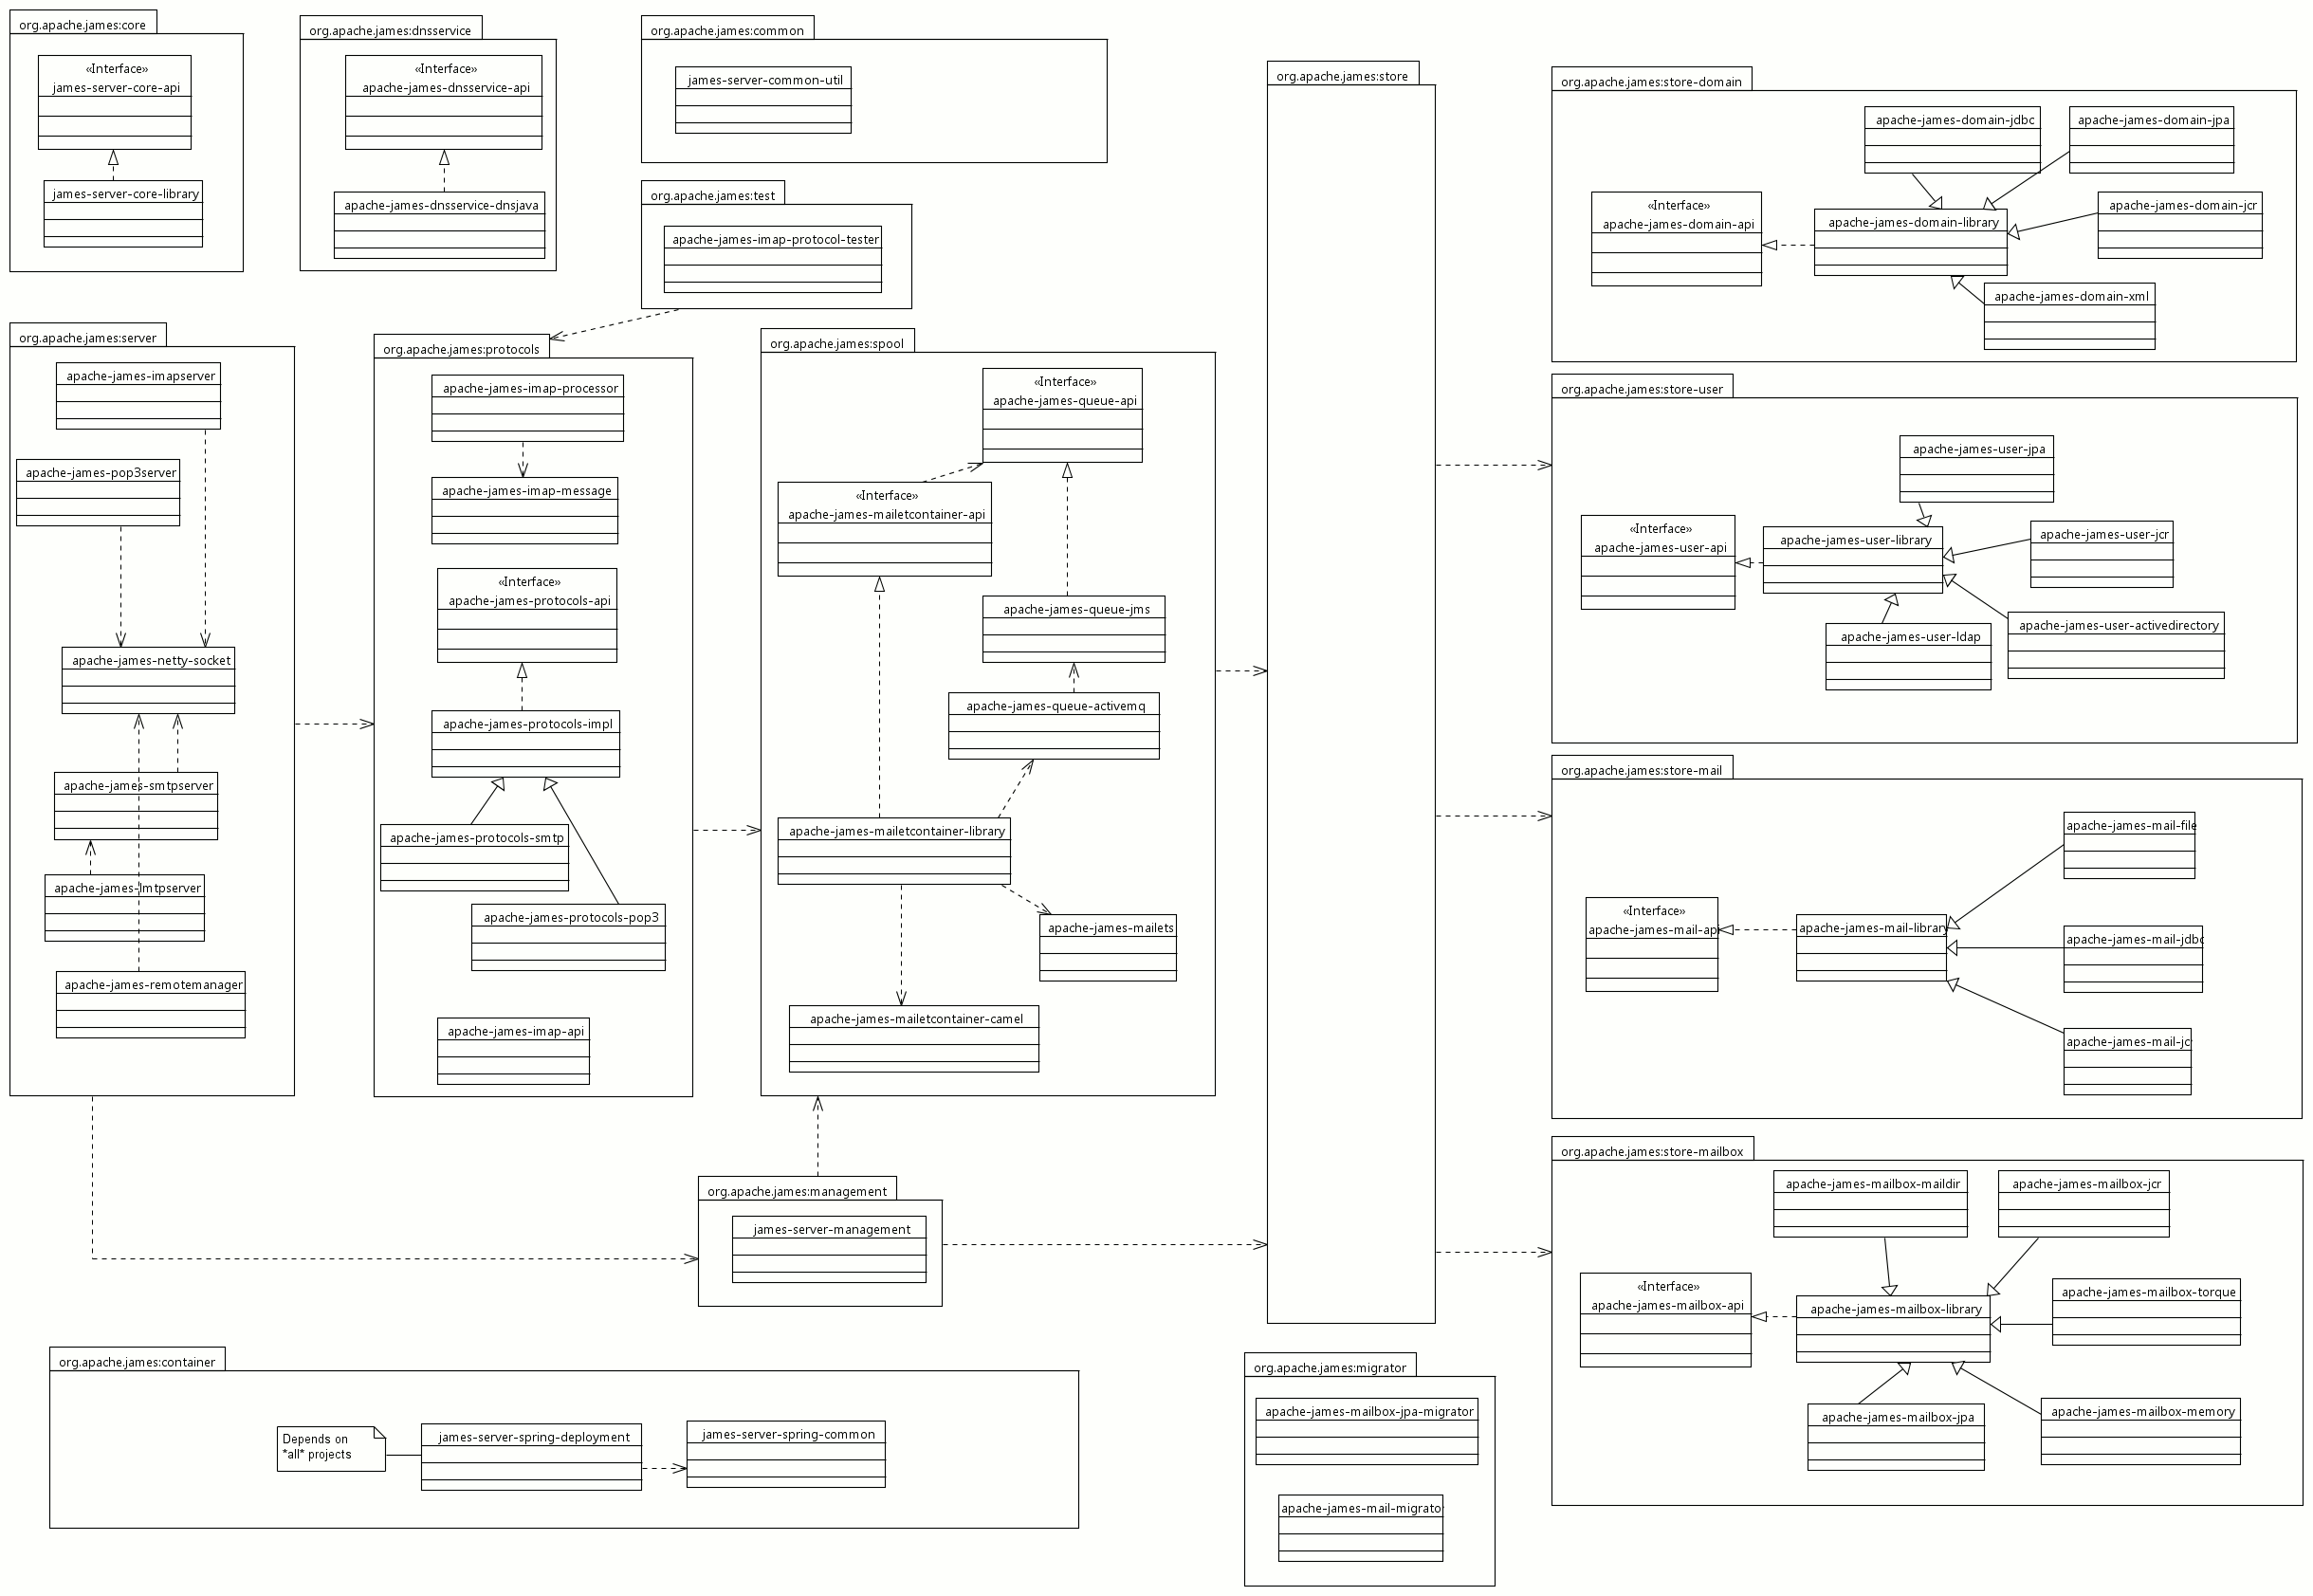 org.apache.james:core
«Interface»
james-server-core-api
james-server-core-library
org.apache.james:dnsservice
«Interface»
apache-james-dnsservice-api
apache-james-dnsservice-dnsjava
org.apache.james:common
james-server-common-util
org.apache.james:test
apache-james-imap-protocol-tester
org.apache.james:server
apache-james-imapserver
apache-james-pop3server
apache-james-netty-socket
apache-james-smtpserver
apache-james-lmtpserver
apache-james-remotemanager
org.apache.james:protocols
apache-james-imap-processor
apache-james-imap-message
«Interface»
apache-james-protocols-api
apache-james-protocols-impl
apache-james-protocols-smtp
apache-james-protocols-pop3
apache-james-imap-api
org.apache.james:spool
«Interface»
apache-james-queue-api
«Interface»
apache-james-mailetcontainer-api
apache-james-queue-jms
apache-james-queue-activemq
apache-james-mailetcontainer-library
apache-james-mailets
apache-james-mailetcontainer-camel
org.apache.james:management
james-server-management
org.apache.james:store
org.apache.james:store-domain
apache-james-domain-jdbc
apache-james-domain-jpa
«Interface»
apache-james-domain-api
apache-james-domain-library
apache-james-domain-jcr
apache-james-domain-xml
org.apache.james:store-user
apache-james-user-jpa
«Interface»
apache-james-user-api
apache-james-user-library
apache-james-user-jcr
apache-james-user-ldap
apache-james-user-activedirectory
org.apache.james:store-mail
apache-james-mail-file
«Interface»
apache-james-mail-api
apache-james-mail-library
apache-james-mail-jdbc
apache-james-mail-jc
org.apache.james:store-mailbox
apache-james-mailbox-maildir
apache-james-mailbox-jcr
«Interface»
apache-james-mailbox-api
apache-james-mailbox-library
apache-james-mailbox-torque
apache-james-mailbox-jpa
apache-james-mailbox-memory
org.apache.james:container
Depends on
*all* projects
james-server-spring-deployment
james-server-spring-common
org.apache.james:migrator
apache-james-mailbox-jpa-migrator
apache-james-mail-migrator